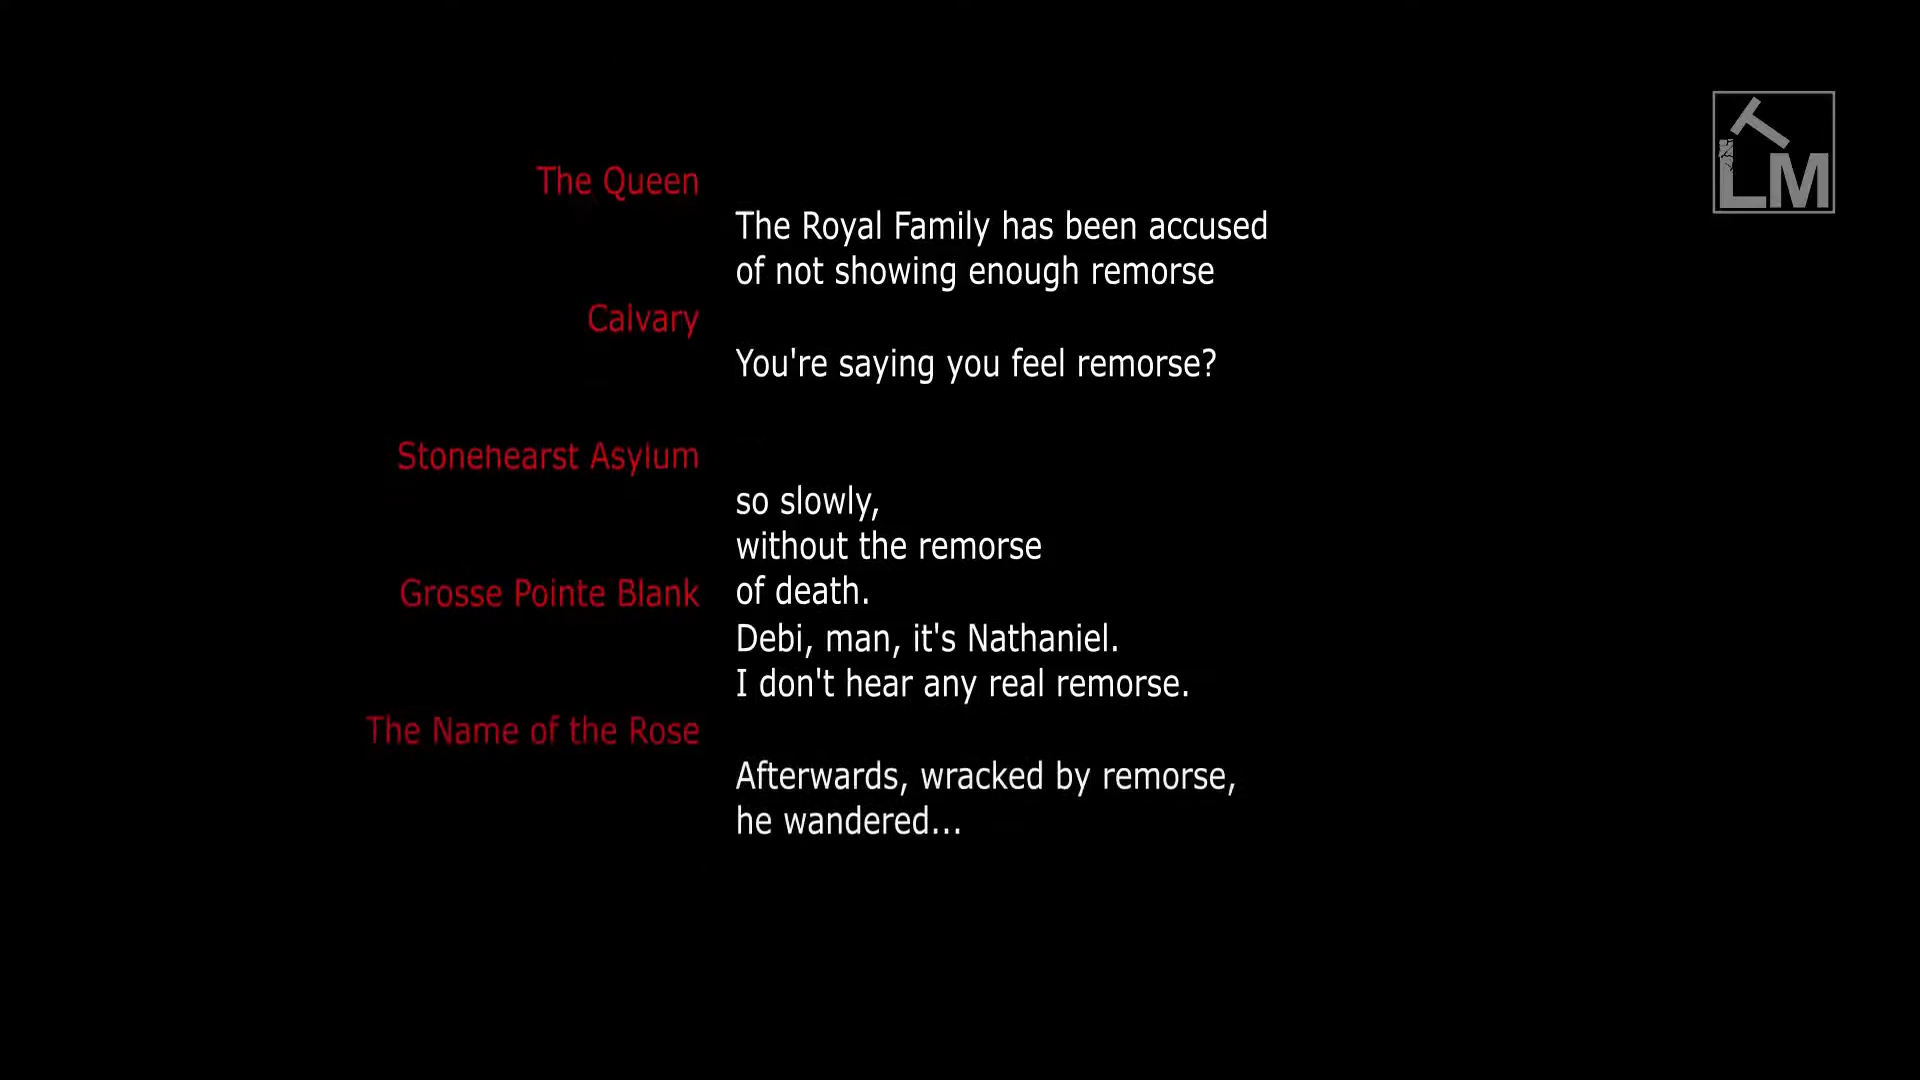 The Queen
The Royal Family has been accused
of not showing enough remorse
Calvary
You're saying you feel remorse?
Stonehearst Asylum
so slowly,
without the remorse
of death.
Grosse Pointe Blank
Debi, man, it's Nathaniel.
I don't hear any real remorse.
The Name of the Rose
Afterwards, wracked by remorse,
he wandered...
TLM